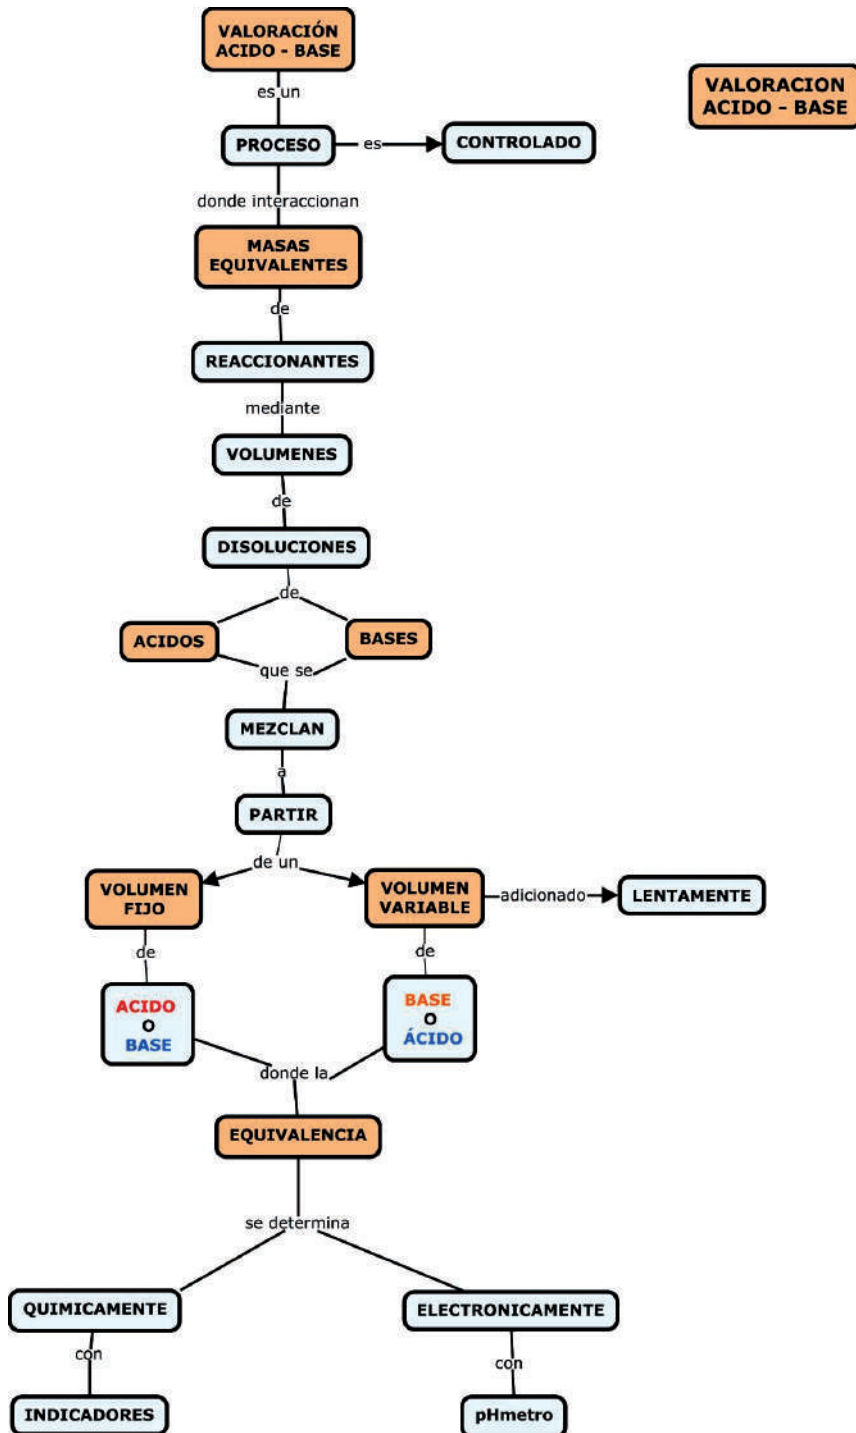 VALORACIÓN
ACIDO - BASE
VALORACION
ACIDO - BASE
es un
PROCESO
es
CONTROLADO
donde interaccionan
MASAS
EQUIVALENTES
de
REACCIONANTES
mediante
VOLUMENES
de
DISOLUCIONES
de
ACIDOS
BASES
que se
MEZCLAN
a
PARTIR
de un
VOLUMEN
FIJO
VOLUMEN
VARIABLE
adicionado
LENTAMENTE
de
de
ACIDO
O
BASE
BASE
O
ÁCIDO
donde la
EQUIVALENCIA
se determina
QUIMICAMENTE
ELECTRONICAMENTE
con
con
INDICADORES
pHmetro